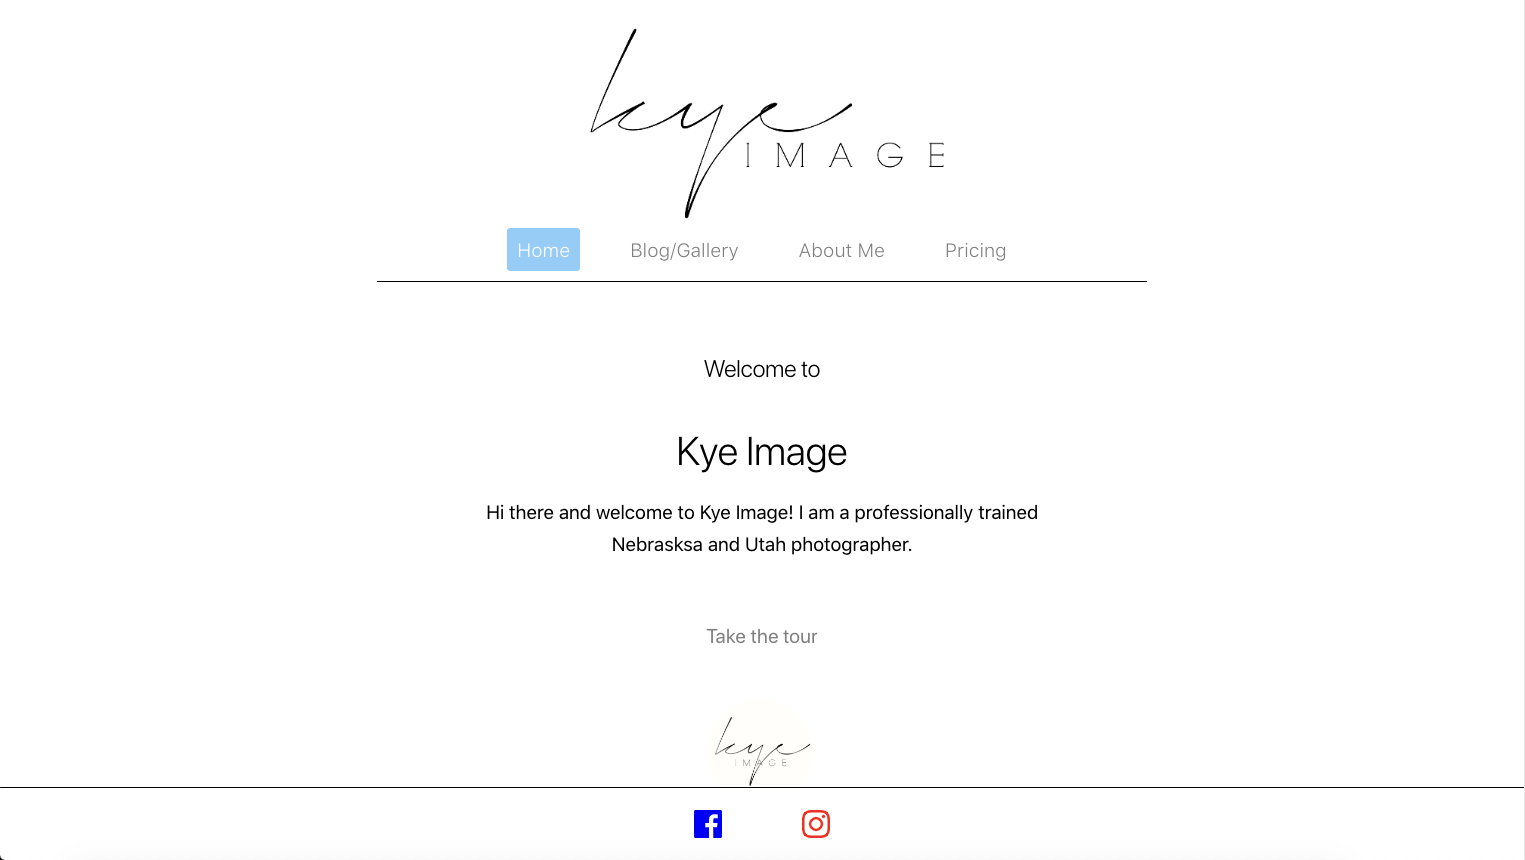 kye
IMAGE
Home Blog/Gallery About Me Pricing
Welcome to
Kye Image
Hi there and welcome to Kye Image! I am a professionally trained
Nebrasksa and Utah photographer.
Take the tour
kye
IMAGE